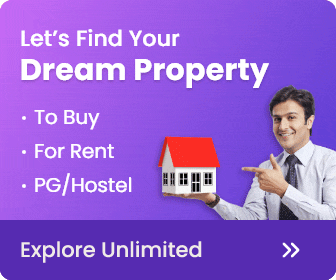 Let's Find Your
Dream Property
• To Buy
• For Rent
• PG/Hostel
Explore Unlimited »